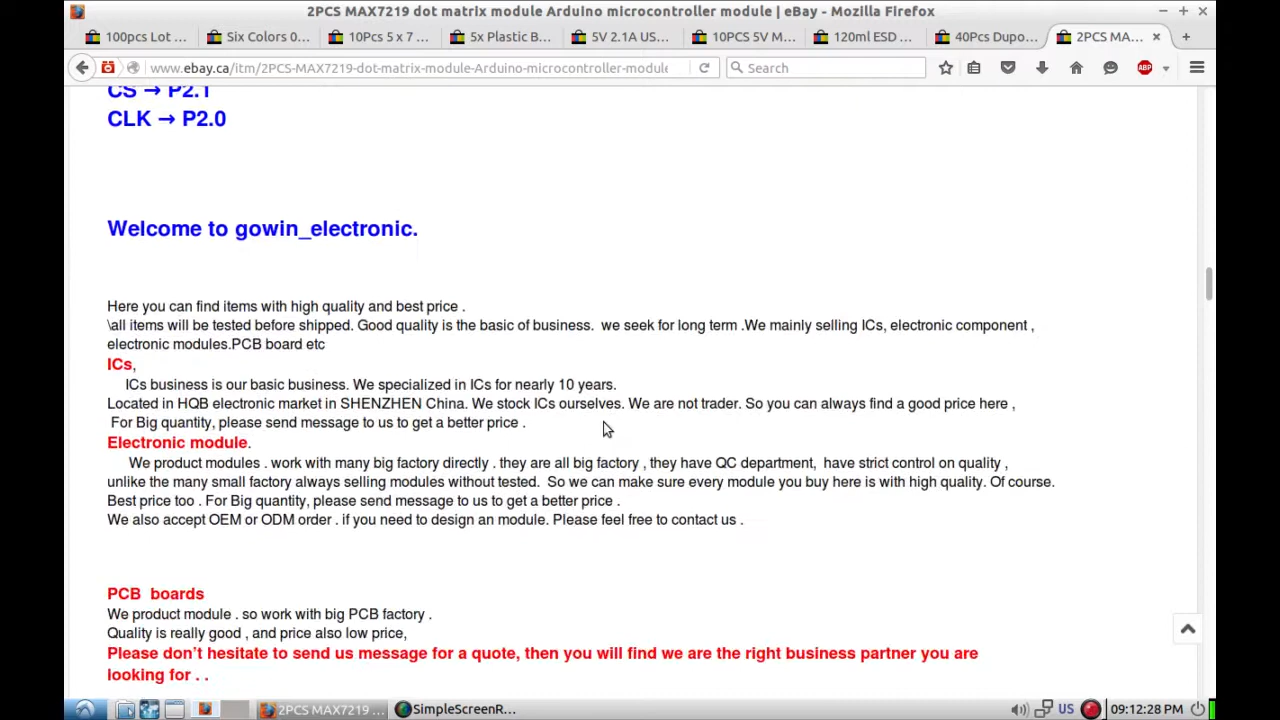 2PCS MAX7219 dot matrix module Arduino microcontroller module | eBay - Mozilla Firefox
100pcs Lot ...
Six Colors 0...
10Pcs 5 x 7 ...
5x Plastic B...
5V 2.1A US...
10PCS 5V M...
120ml ESD ...
40Pcs Dupo...
2PCS MA...
www.ebay.ca/itm/2PCS-MAX7219-dot-matrix-module-Arduino-microcontroller-module
Search
ABP
CS → P2.1
CLK → P2.0
Welcome to gowin_electronic.
Here you can find items with high quality and best price .
\all items will be tested before shipped. Good quality is the basic of business. we seek for long term .We mainly selling ICs, electronic component ,
electronic modules.PCB board etc
ICs,
ICs business is our basic business. We specialized in ICs for nearly 10 years.
Located in HQB electronic market in SHENZHEN China. We stock ICs ourselves. We are not trader. So you can always find a good price here ,
For Big quantity, please send message to us to get a better price .
Electronic module.
We product modules . work with many big factory directly . they are all big factory , they have QC department, have strict control on quality ,
unlike the many small factory always selling modules without tested. So we can make sure every module you buy here is with high quality. Of course.
Best price too . For Big quantity, please send message to us to get a better price .
We also accept OEM or ODM order . if you need to design an module. Please feel free to contact us .
PCB boards
We product module . so work with big PCB factory .
Quality is really good , and price also low price,
Please don't hesitate to send us message for a quote, then you will find we are the right business partner you are
looking for . .
2PCS MAX7219 ...
SimpleScreenR...
US
09:12:28 PM